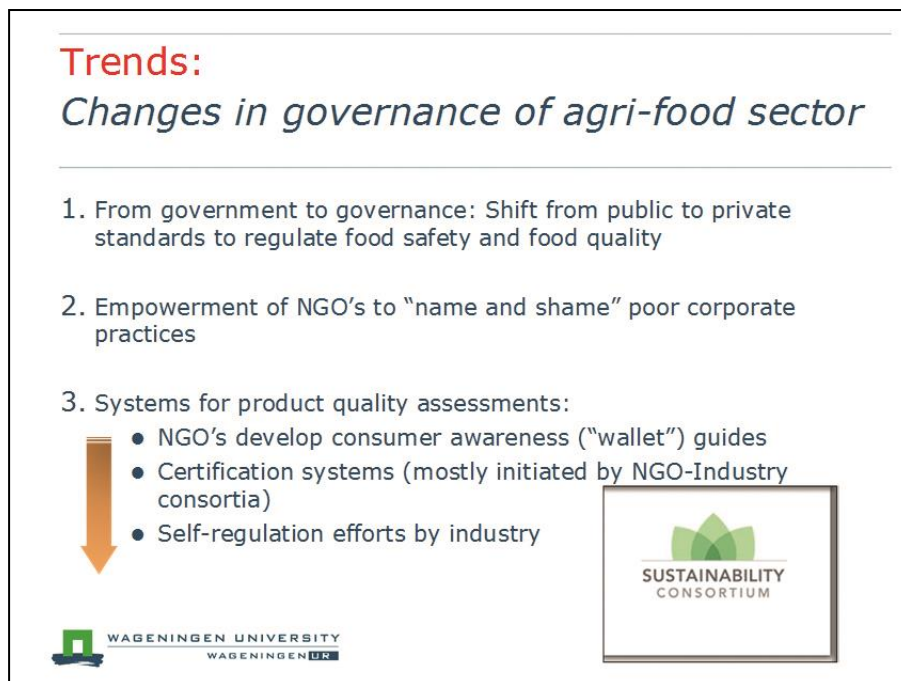 Trends:
Changes in governance of agri-food sector
1. From government to governance: Shift from public to private
standards to regulate food safety and food quality
2. Empowerment of NGO’s to “name and shame” poor corporate
practices
3. Systems for product quality assessments:
● NGO’s develop consumer awareness (“wallet”) guides
● Certification systems (mostly initiated by NGO-Industry
consortia)
● Self-regulation efforts by industry
SUSTAINABILITY
CONSORTIUM
WAGENINGEN UNIVERSITY
WAGENINGEN UR